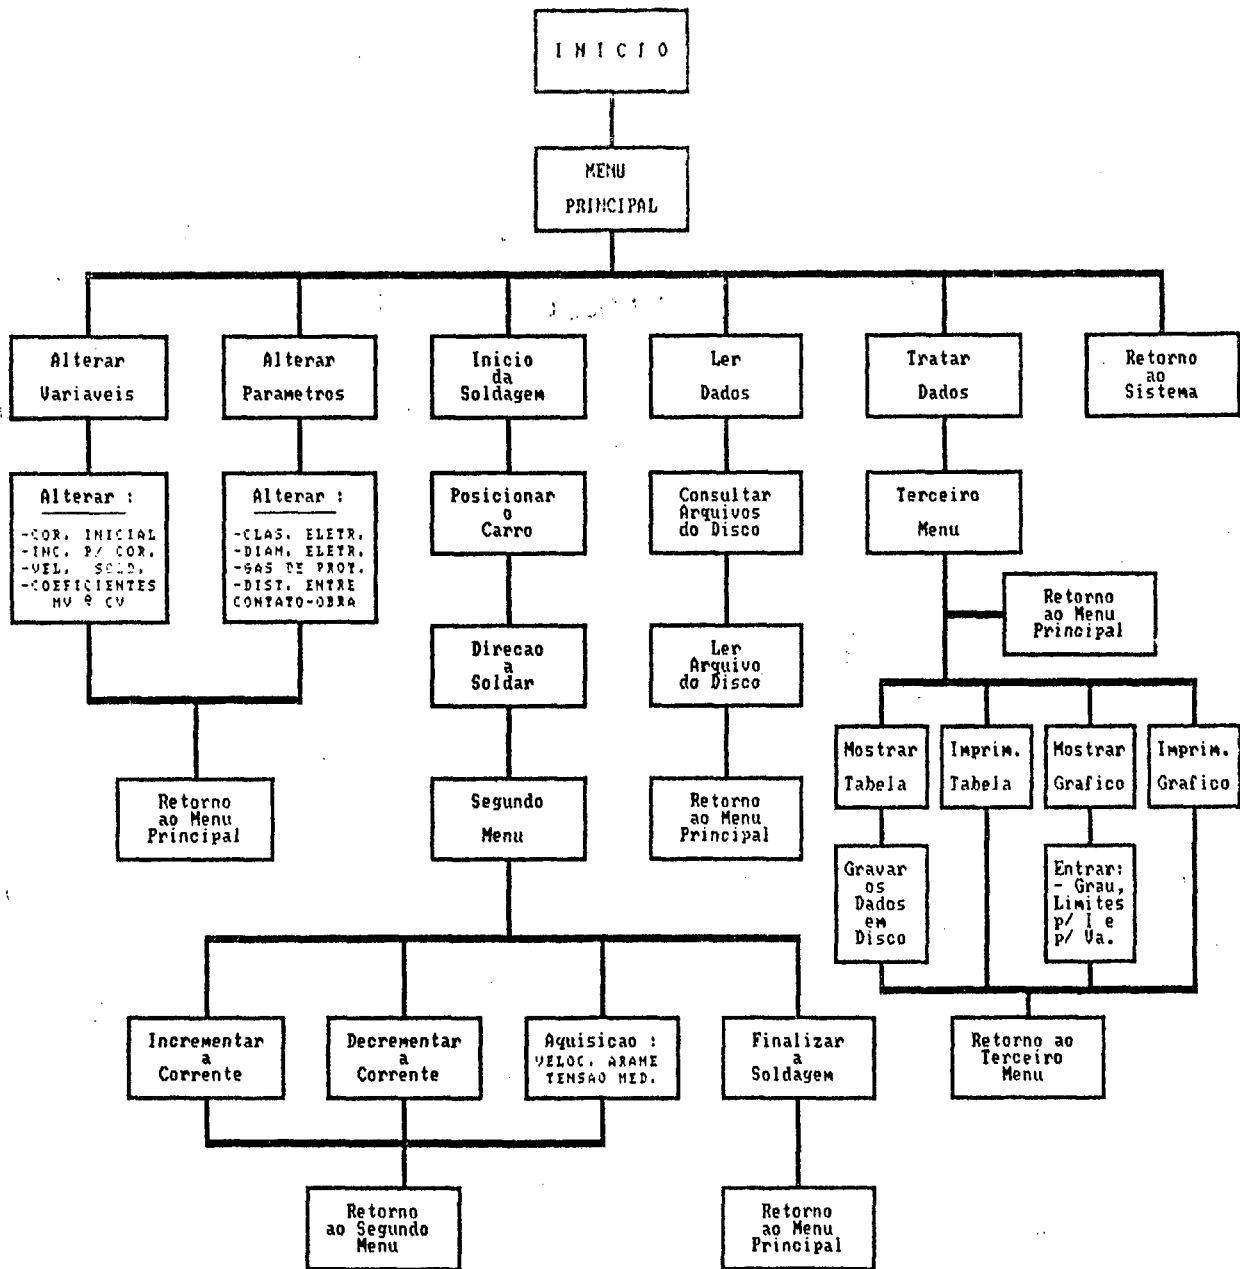 INICIO
MENU
PRINCIPAL
Alterar
Variaveis
Alterar
Parametros
Inicio
da
Soldagem
Ler
Dados
Tratar
Dados
Retorno
ao
Sistema
Alterar :
-COR. INICIAL
-INC. P/ COR.
-VEL. SOLD.
-COEFICIENTES
MV e CV
Alterar :
-CLAS. ELETR.
-DIAM. ELETR.
-GAS DE PROT.
-DIST. ENTRE
CONTATO-OBRA
Posicionar
o
Carro
Consultar
Arquivos
do Disco
Terceiro
Menu
Retorno
ao Menu
Principal
Direcao
a
Soldar
Ler
Arquivo
do Disco
Mostrar
Tabela
Imprim.
Tabela
Mostrar
Grafico
Imprim.
Grafico
Retorno
ao Menu
Principal
Segundo
Menu
Retorno
ao Menu
Principal
Gravar
os
Dados
em
Disco
Entrar:
- Grau,
Limites
p/ I e
p/ Va.
Incrementar
a
Corrente
Decrementar
a
Corrente
Aquisicao :
VELOC. ARAME
TENSAO MED.
Finalizar
a
Soldagem
Retorno ao
Terceiro
Menu
Retorno
ao Segundo
Menu
Retorno
ao Menu
Principal